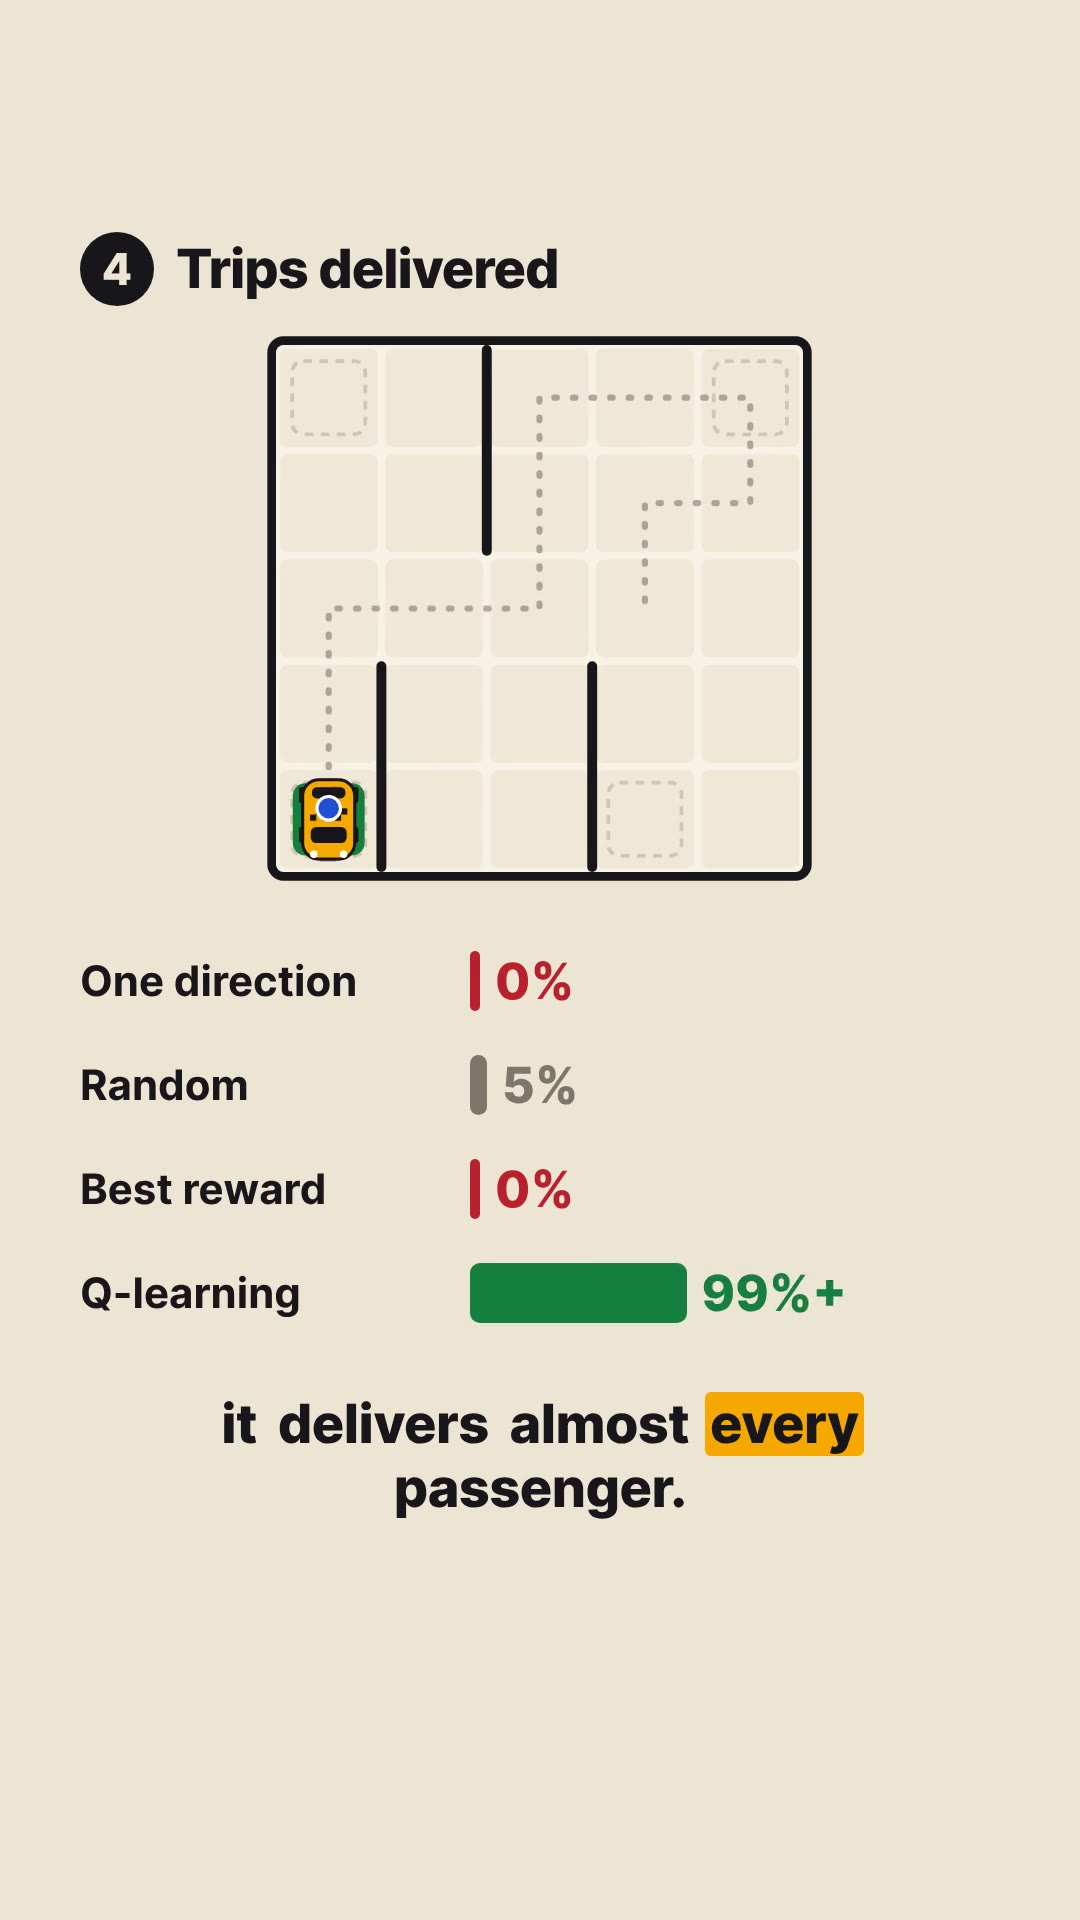 4 Trips delivered
One direction 0%
Random 5%
Best reward 0%
Q-learning 99%+
it delivers almost every
passenger.